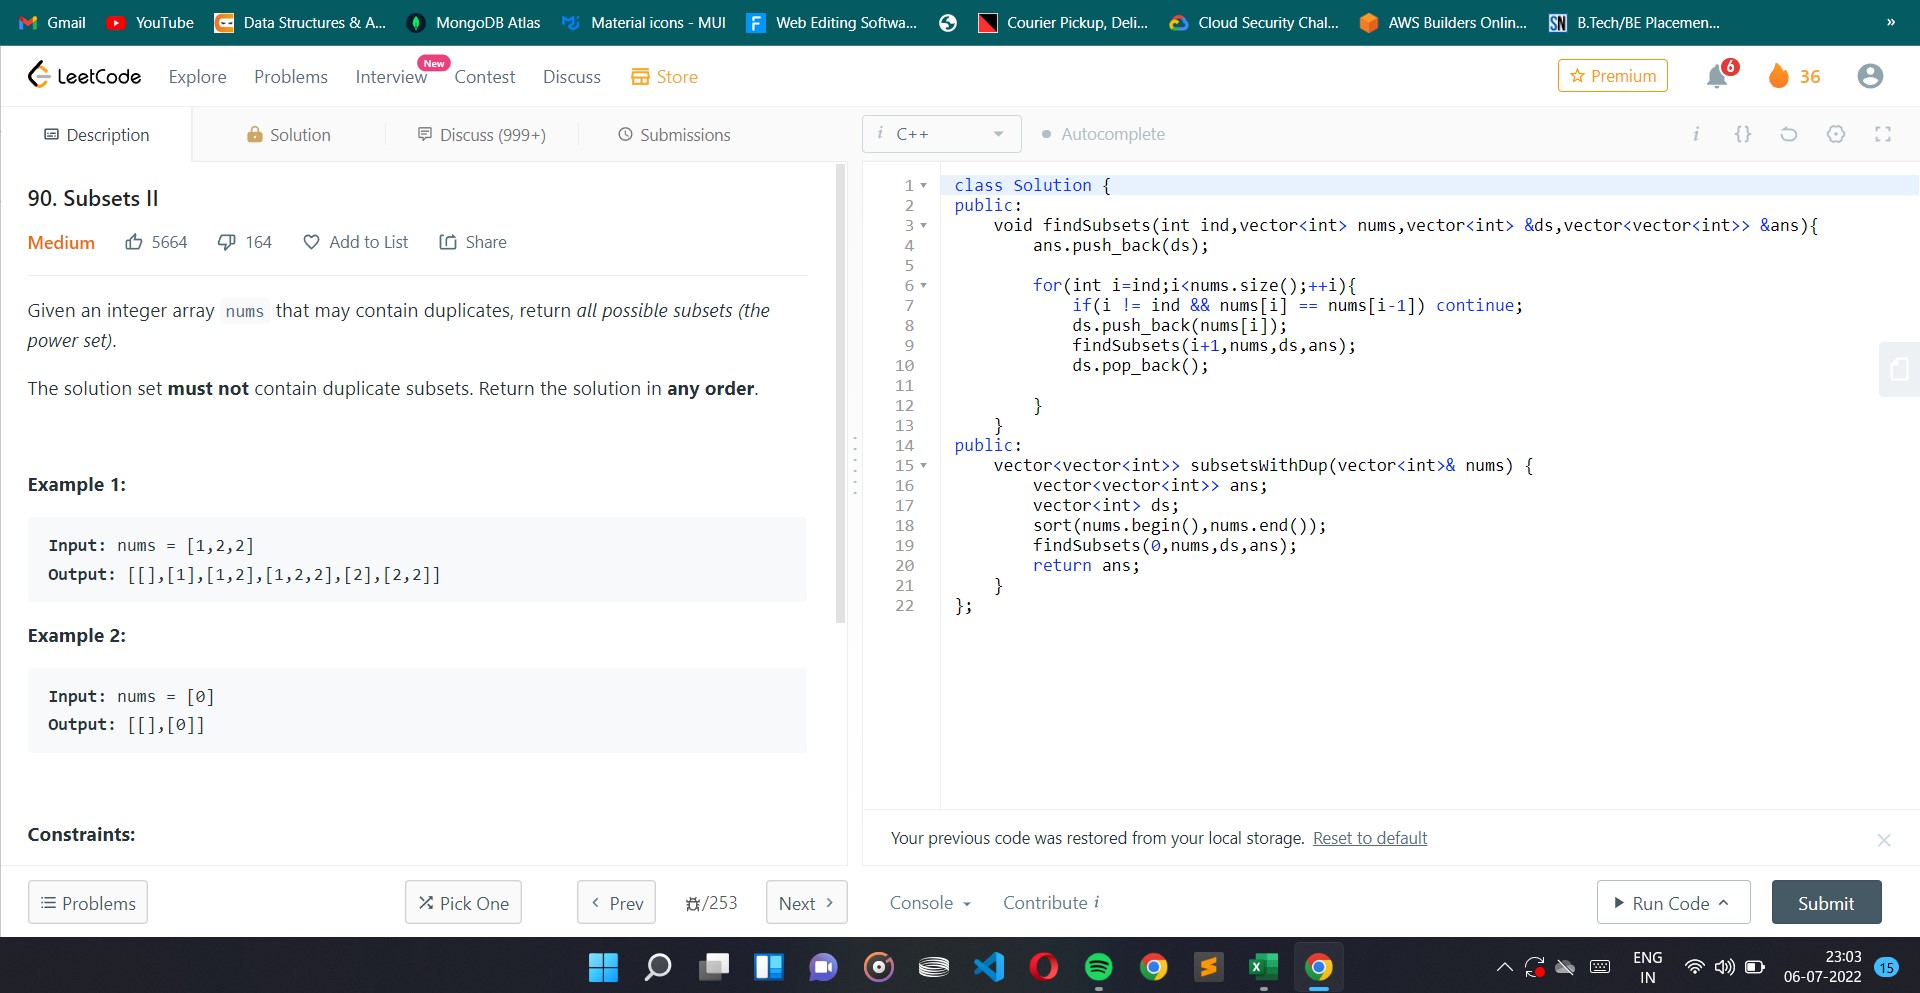 Gmail YouTube Data Structures & A... MongoDB Atlas Material icons - MUI Web Editing Softwa... Courier Pickup, Deli... Cloud Security Chal... AWS Builders Onlin... B.Tech/BE Placemen... »
LeetCode Explore Problems Interview New Contest Discuss Store Premium 6 36
Description Solution Discuss (999+) Submissions
i C++ Autocomplete i {}
90. Subsets II
Medium 5664 164 Add to List Share
Given an integer array nums that may contain duplicates, return all possible subsets (the
power set).
The solution set must not contain duplicate subsets. Return the solution in any order.
Example 1:
Input: nums = [1,2,2]
Output: [[],[1],[1,2],[1,2,2],[2],[2,2]]
Example 2:
Input: nums = [0]
Output: [[],[0]]
Constraints:
1 class Solution {
2 public:
3 void findSubsets(int ind,vector<int> nums,vector<int> &ds,vector<vector<int>> &ans){
4 ans.push_back(ds);
5
6 for(int i=ind;i<nums.size();++i){
7 if(i != ind && nums[i] == nums[i-1]) continue;
8 ds.push_back(nums[i]);
9 findSubsets(i+1,nums,ds,ans);
10 ds.pop_back();
11
12 }
13 }
14 public:
15 vector<vector<int>> subsetsWithDup(vector<int>& nums) {
16 vector<vector<int>> ans;
17 vector<int> ds;
18 sort(nums.begin(),nums.end());
19 findSubsets(0,nums,ds,ans);
20 return ans;
21 }
22 };
Your previous code was restored from your local storage. Reset to default
Problems Pick One < Prev /253 Next > Console Contribute i Run Code Submit
ENG
IN
23:03
06-07-2022
15